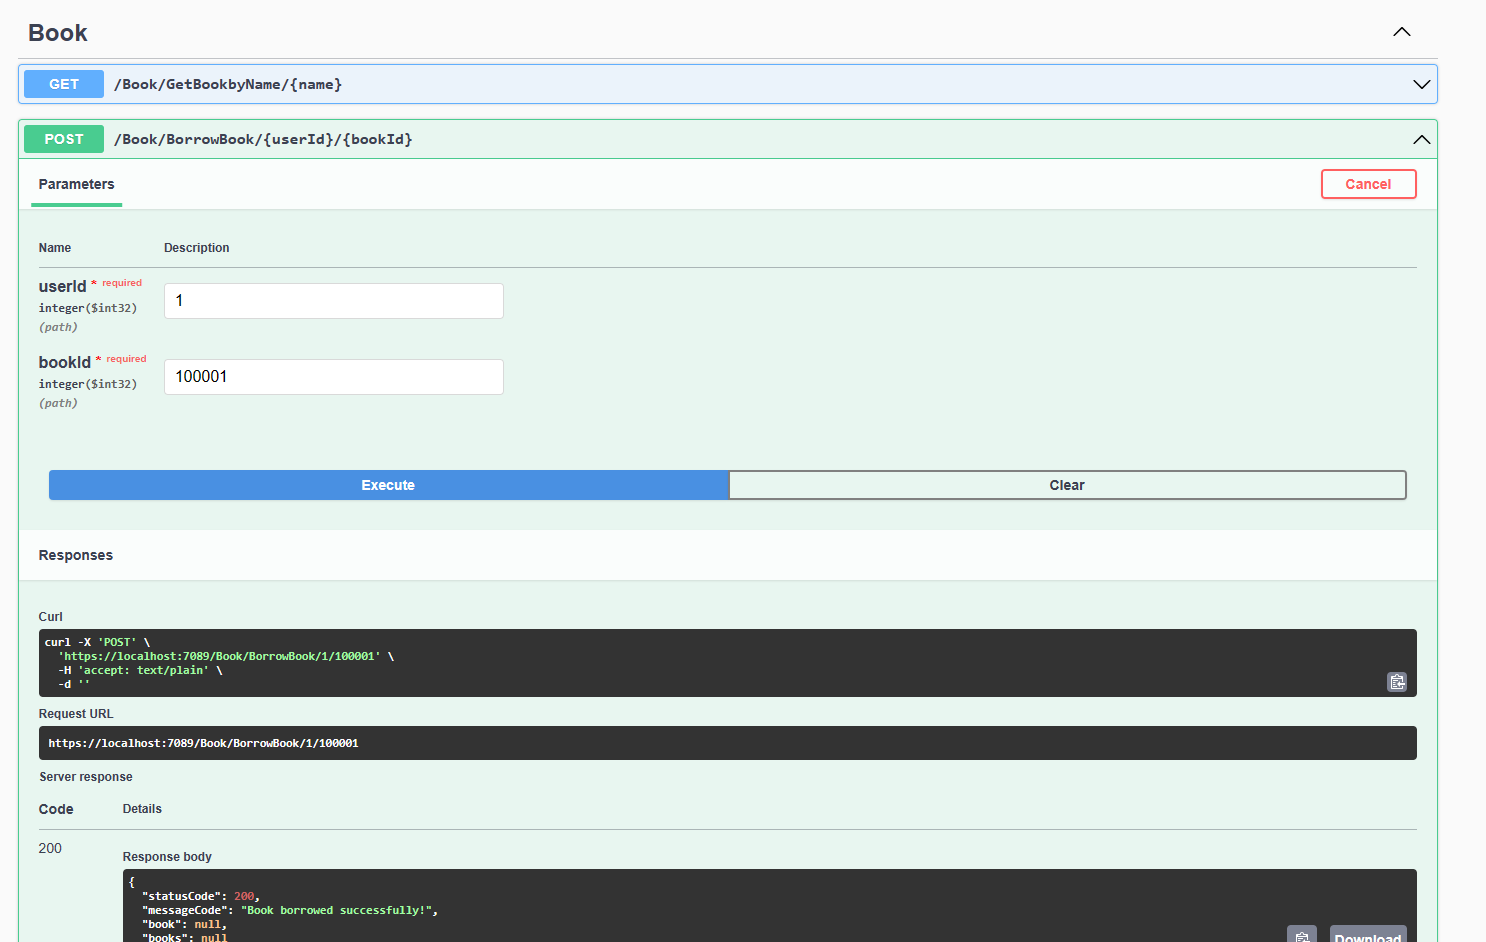 Book
GET /Book/GetBookbyName/{name}
POST /Book/BorrowBook/{userId}/{bookId}
Parameters
Cancel
Name Description
userId * required
integer($int32)
(path)
1
bookId * required
integer($int32)
(path)
100001
Execute Clear
Responses
Curl
curl -X 'POST' \
'https://localhost:7089/Book/BorrowBook/1/100001' \
-H 'accept: text/plain' \
-d ''
Request URL
https://localhost:7089/Book/BorrowBook/1/100001
Server response
Code Details
200
Response body
{
"statusCode": 200,
"messageCode": "Book borrowed successfully!",
"book": null,
"books": null
Download